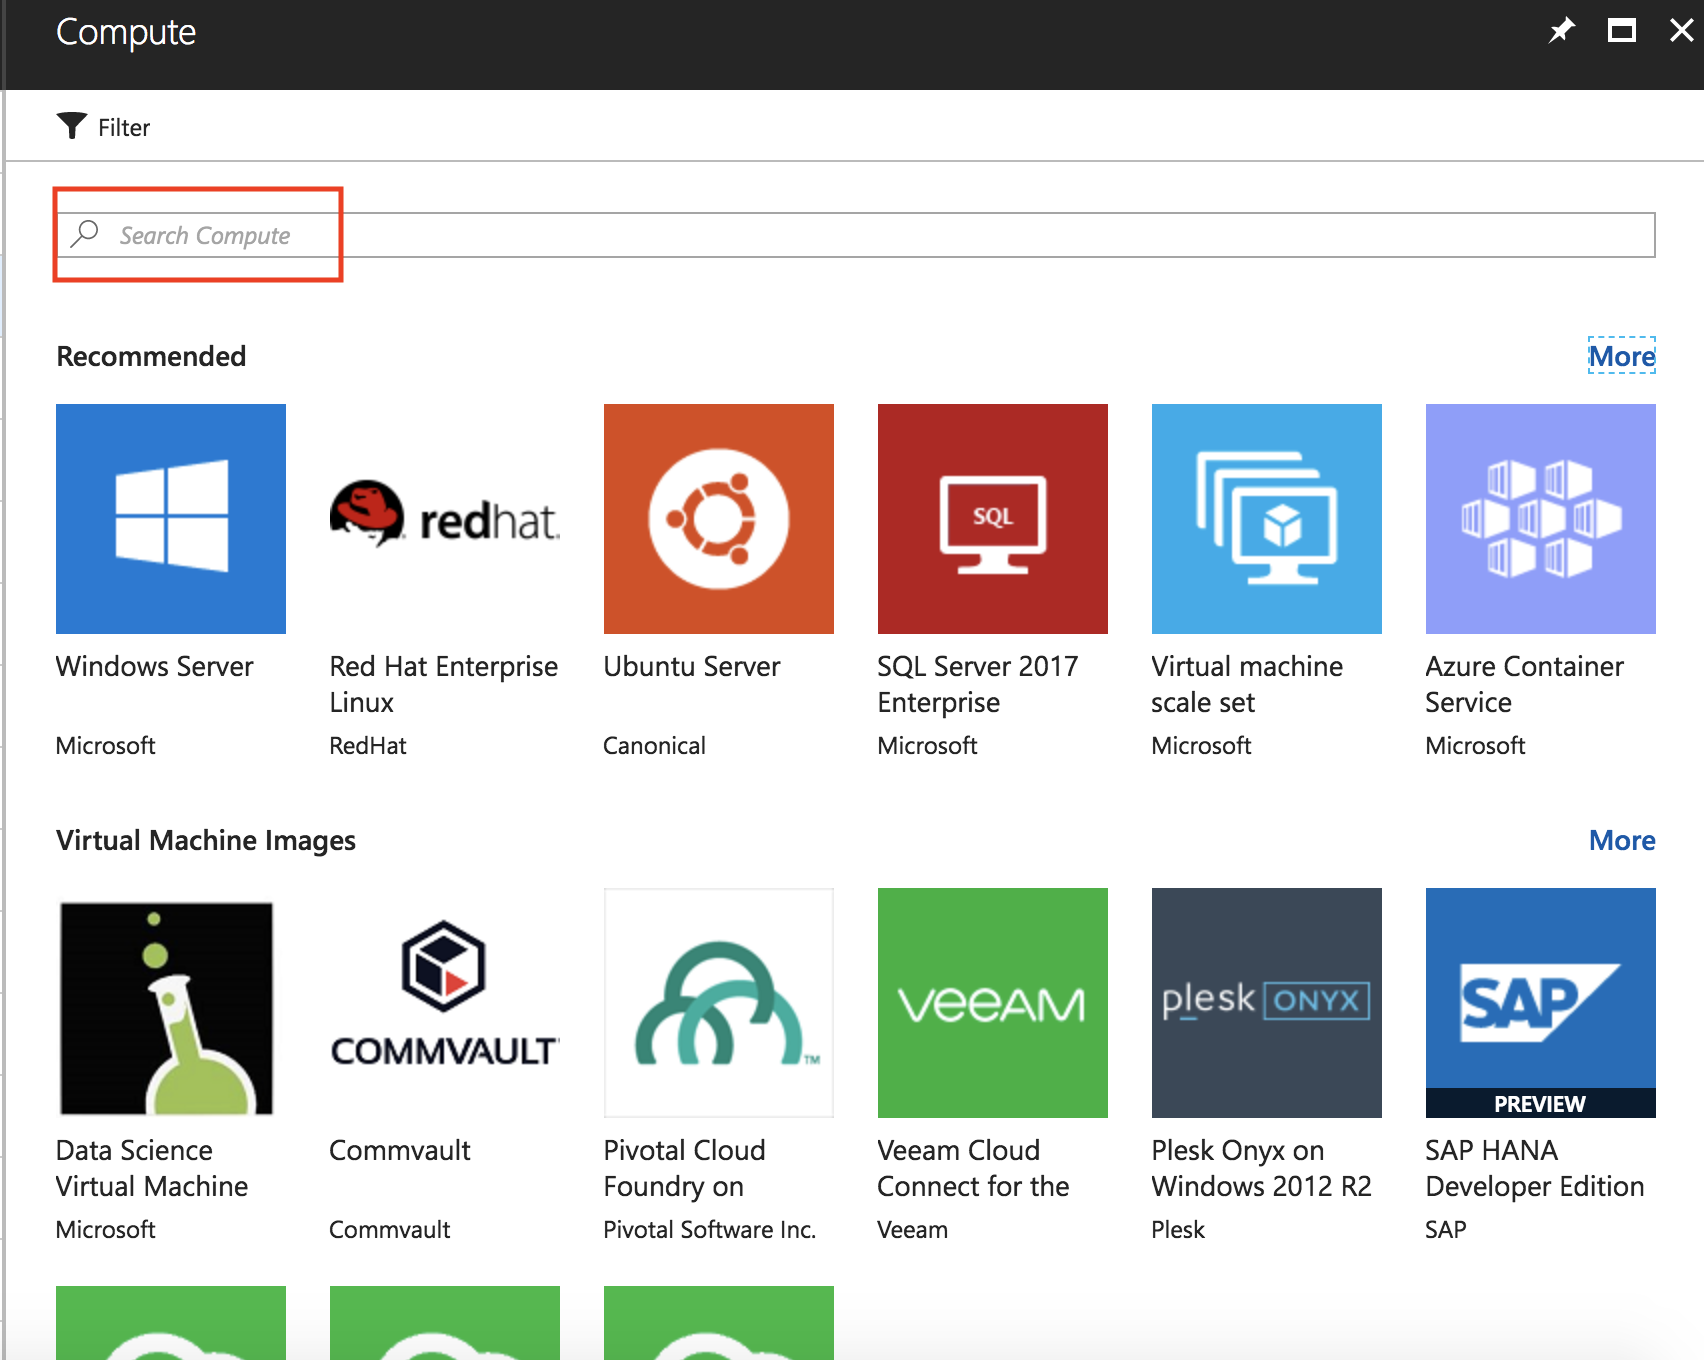 Compute
Filter
Search Compute
Recommended
More
redhat.
SQL
Windows Server
Red Hat Enterprise
Linux
Ubuntu Server
SQL Server 2017
Enterprise
Virtual machine
scale set
Azure Container
Service
Microsoft
RedHat
Canonical
Microsoft
Microsoft
Microsoft
Virtual Machine Images
More
COMMVAULT
TM
veeAM
plesk ONYX
SAP
PREVIEW
Data Science
Virtual Machine
Commvault
Pivotal Cloud
Foundry on
Veeam Cloud
Connect for the
Plesk Onyx on
Windows 2012 R2
SAP HANA
Developer Edition
Microsoft
Commvault
Pivotal Software Inc.
Veeam
Plesk
SAP